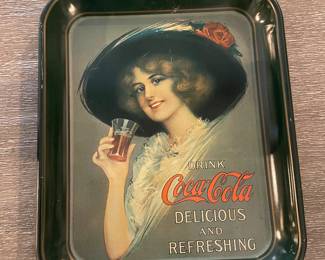 DRINK
Coca-Cola
DELICIOUS
AND
REFRESHING